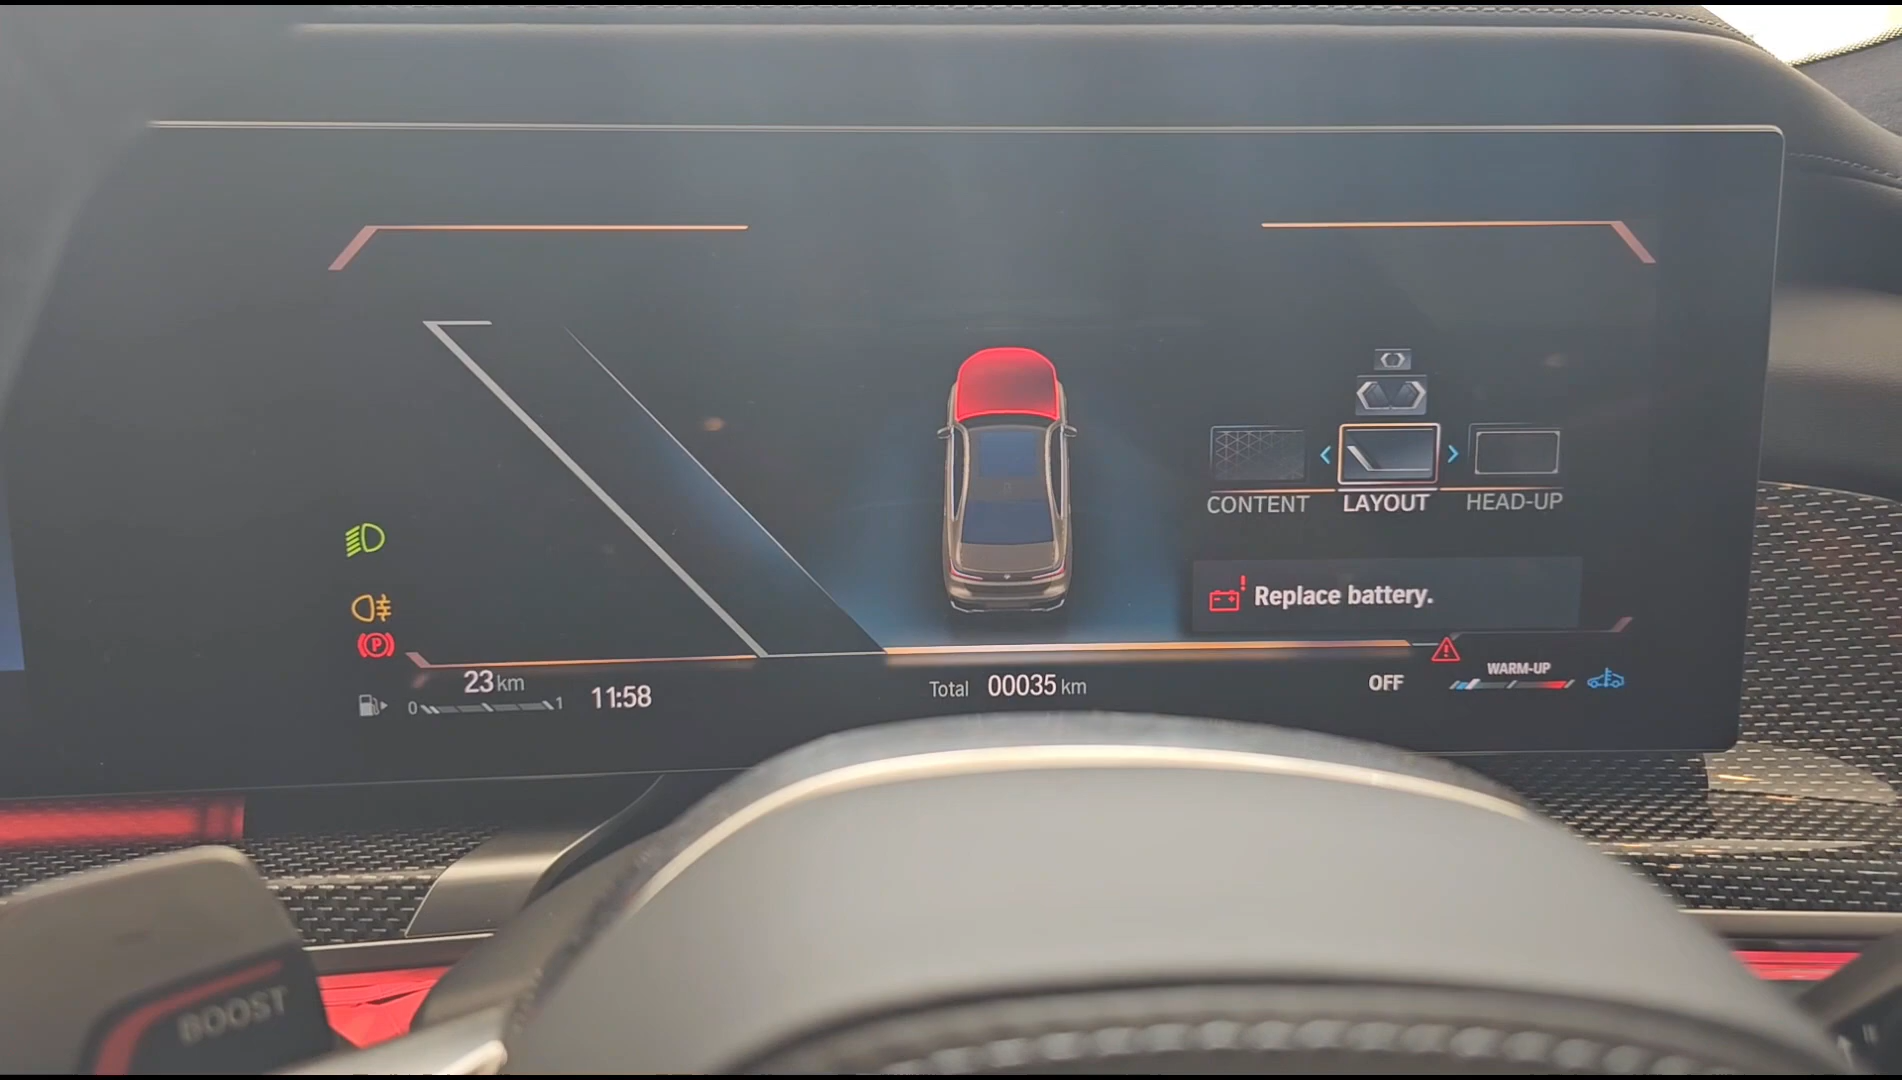 CONTENT
LAYOUT
HEAD-UP
Replace battery.
23 km
0
1
11:58
Total 00035 km
OFF
WARM-UP
BOOST